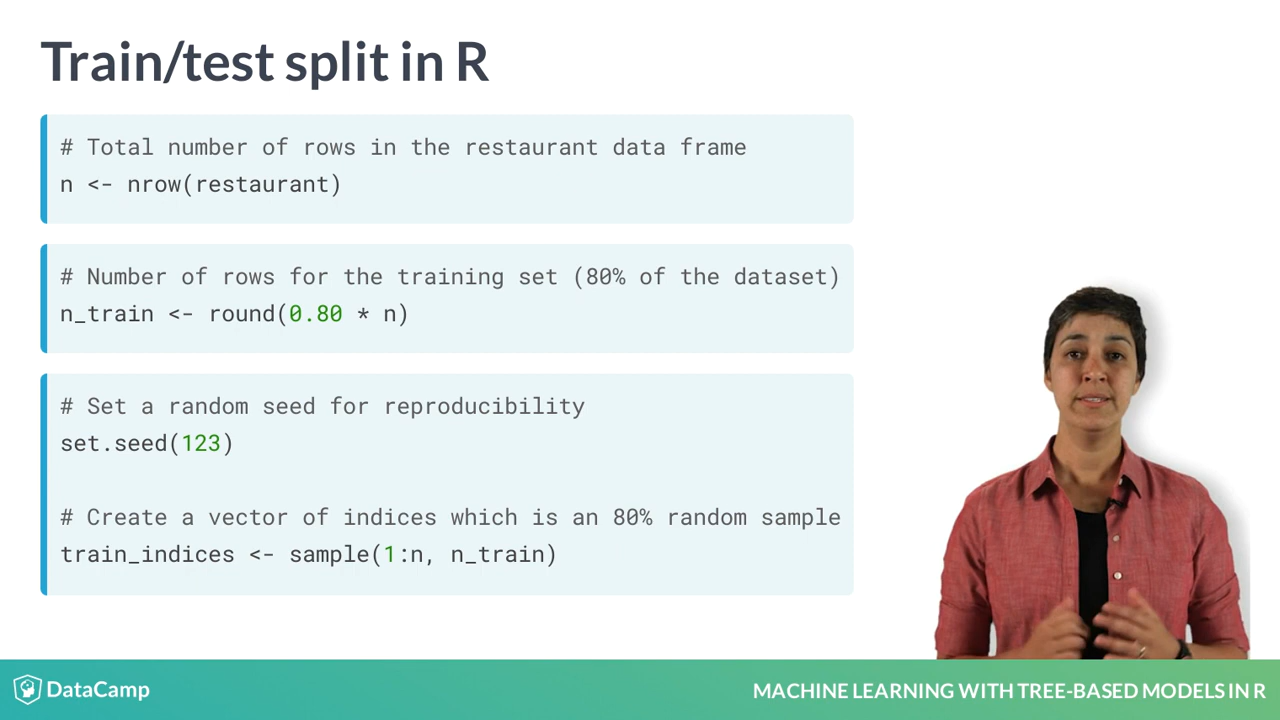 Train/test split in R
# Total number of rows in the restaurant data frame
n <- nrow(restaurant)
# Number of rows for the training set (80% of the dataset)
n_train <- round(0.80 * n)
# Set a random seed for reproducibility
set.seed(123)
# Create a vector of indices which is an 80% random sample
train_indices <- sample(1:n, n_train)
DataCamp
MACHINE LEARNING WITH TREE-BASED MODELS IN R